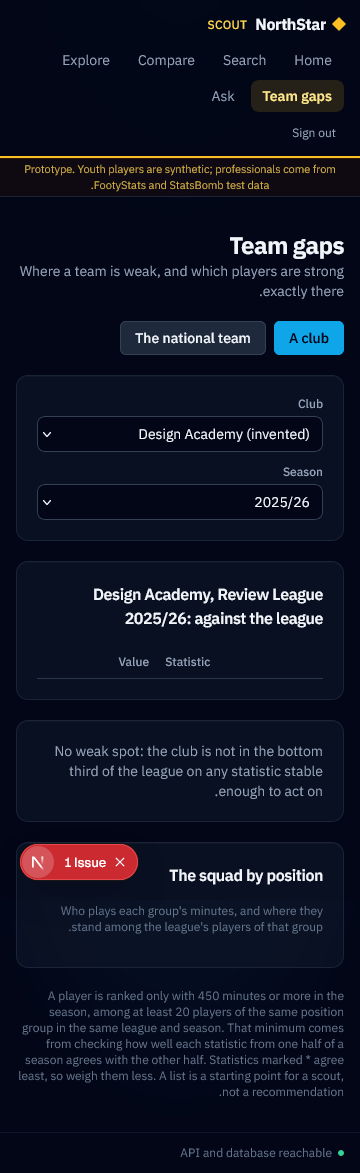 NorthStar SCOUT
Home Search Compare Explore
Team gaps Ask
Sign out
Prototype. Youth players are synthetic; professionals come from
FootyStats and StatsBomb test data.
Team gaps
Where a team is weak, and which players are strong
exactly there.
A club The national team
Club
Design Academy (invented)
Season
2025/26
Design Academy, Review League
2025/26: against the league
Statistic Value
No weak spot: the club is not in the bottom
third of the league on any statistic stable
enough to act on.
N 1 Issue
The squad by position
Who plays each group's minutes, and where they
stand among the league's players of that group.
A player is ranked only with 450 minutes or more in the
season, among at least 20 players of the same position
group in the same league and season. That minimum comes
from checking how well each statistic from one half of a
season agrees with the other half. Statistics marked * agree
least, so weigh them less. A list is a starting point for a scout,
not a recommendation.
API and database reachable